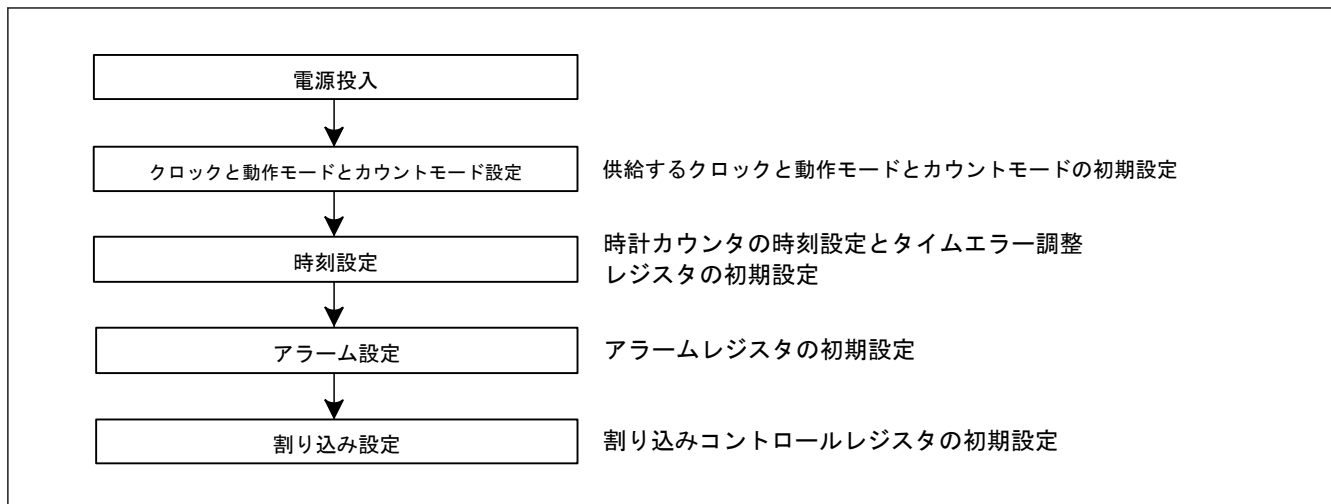 電源投入
クロックと動作モードとカウントモード設定
供給するクロックと動作モードとカウントモードの初期設定
時刻設定
時計カウンタの時刻設定とタイムエラー調整
レジスタの初期設定
アラーム設定
アラームレジスタの初期設定
割り込み設定
割り込みコントロールレジスタの初期設定